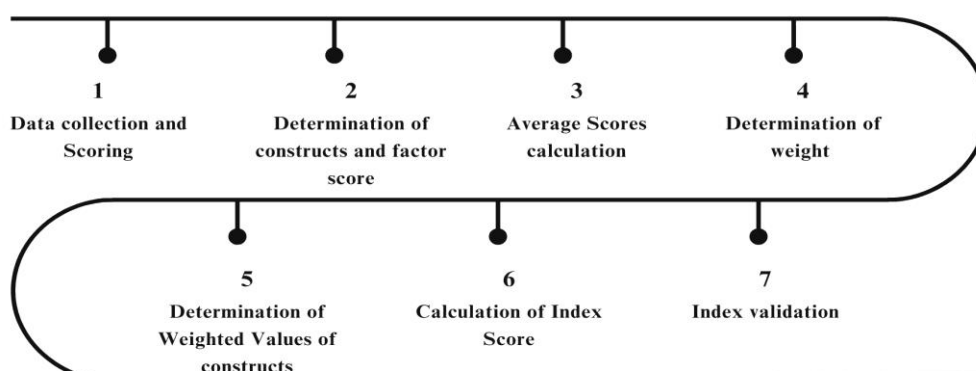 1
Data collection and
Scoring
2
Determination of
constructs and factor
score
3
Average Scores
calculation
4
Determination of
weight
5
Determination of
Weighted Values of
constructs
6
Calculation of Index
Score
7
Index validation